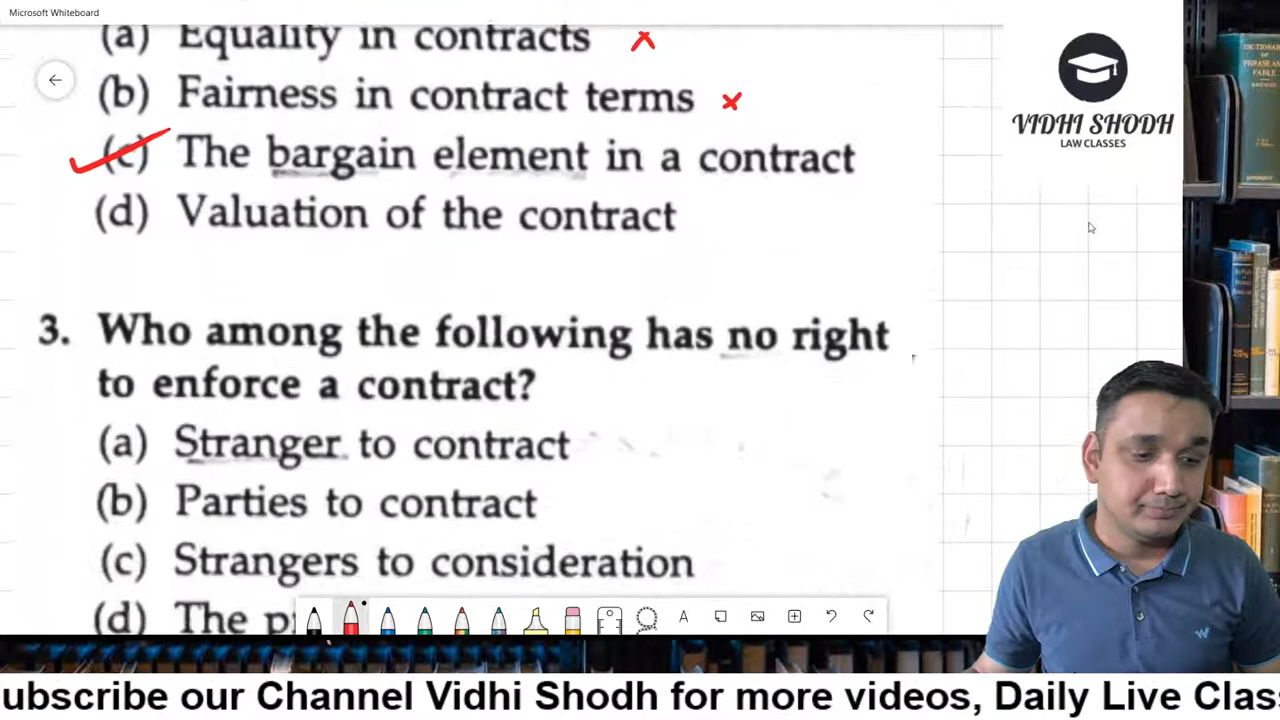 Microsoft Whiteboard
(a) Equality in contracts
(b) Fairness in contract terms
(c) The bargain element in a contract
(d) Valuation of the contract
VIDHI SHODH
LAW CLASSES
3. Who among the following has no right
to enforce a contract?
(a) Stranger to contract
(b) Parties to contract
(c) Strangers to consideration
(d) The
A
ubscribe our Channel Vidhi Shodh for more videos, Daily Live Clas